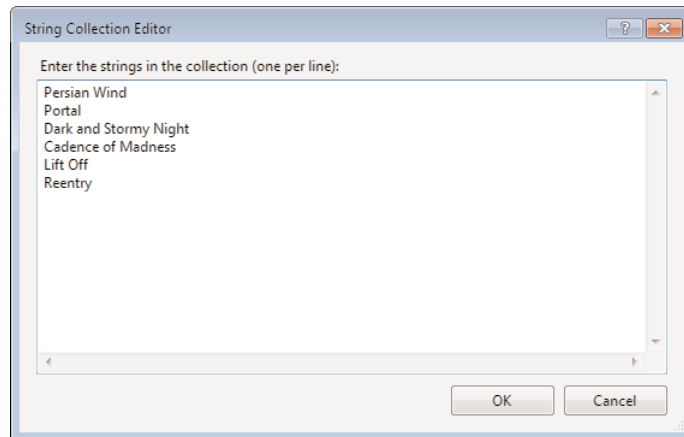 String Collection Editor
Enter the strings in the collection (one per line):
Persian Wind
Portal
Dark and Stormy Night
Cadence of Madness
Lift Off
Reentry
OK
Cancel